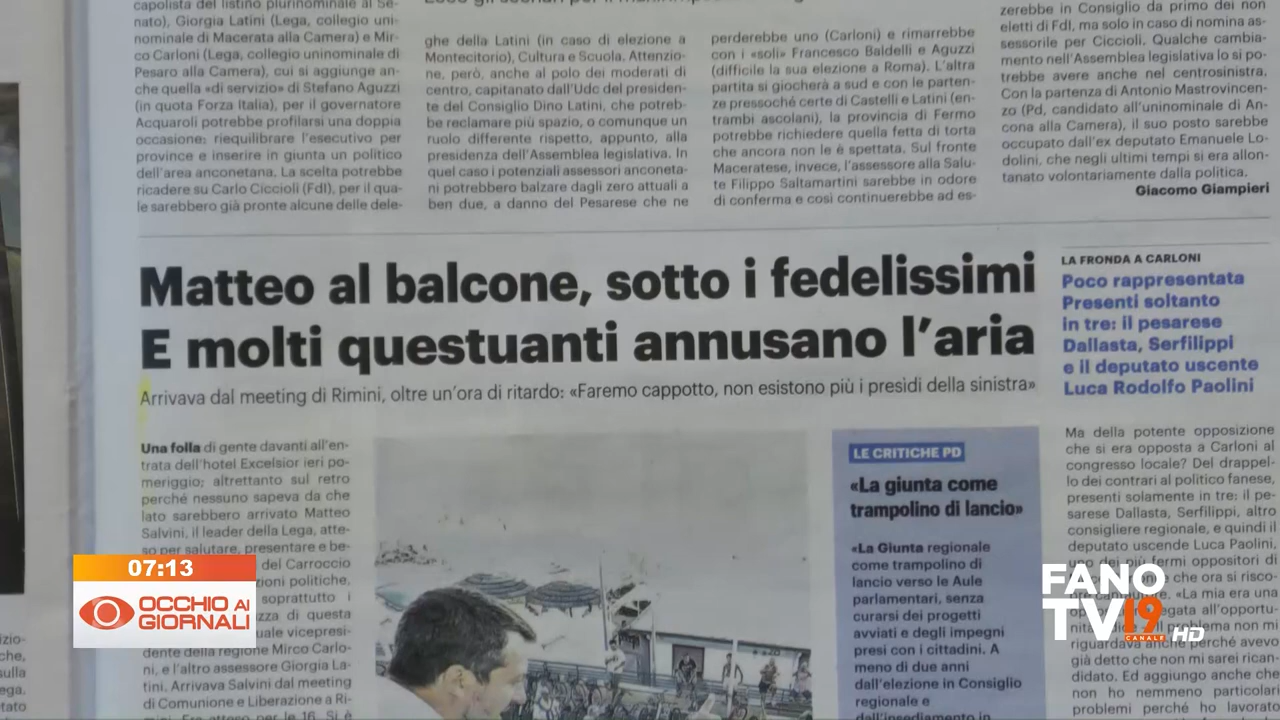 capolista del listino plurinominale al Se-
nato), Giorgia Latini (Lega, collegio uni-
nominale di Macerata alla Camera) e Mir-
co Carloni (Lega, collegio uninominale di
Pesaro alla Camera), cui si aggiunge an-
che quella «di servizio» di Stefano Aguzzi
(in quota Forza Italia), per il governatore
Acquaroli potrebbe profilarsi una doppia
occasione: riequilibrare l'esecutivo per
province e inserire in giunta un politico
dell'area anconetana. La scelta potrebbe
ricadere su Carlo Ciccioli (FdI), per il qua-
le sarebbero già pronte alcune delle dele-
ghe della Latini (in caso di elezione a
Montecitorio), Cultura e Scuola. Attenzio-
ne, però, anche al polo dei moderati di
centro, capitanato dall'Udc del presiden-
te del Consiglio Dino Latini, che potreb-
be reclamare più spazio, o comunque un
ruolo differente rispetto, appunto, alla
presidenza dell'Assemblea legislativa. In
quel caso i potenziali assessori anconeta-
ni potrebbero balzare dagli zero attuali a
ben due, a danno del Pesarese che ne
perderebbe uno (Carloni) e rimarrebbe
con i «soli» Francesco Baldelli e Aguzzi
(difficile la sua elezione a Roma). L'altra
partita si giocherà a sud e con le parten-
ze pressoché certe di Castelli e Latini (en-
trambi ascolani), la provincia di Fermo
potrebbe richiedere quella fetta di torta
che ancora non le è spettata. Sul fronte
Maceratese, invece, l'assessore alla Salu-
te Filippo Saltamartini sarebbe in odore
di conferma e così continuerebbe ad es-
zerebbe in Consiglio da primo dei non
eletti di FdI, ma solo in caso di nomina as-
sessorile per Ciccioli. Qualche cambia-
mento nell'Assemblea legislativa lo si po-
trebbe avere anche nel centrosinistra.
Con la partenza di Antonio Mastrovincen-
zo (Pd, candidato all'uninominale di An-
cona alla Camera), il suo posto sarebbe
occupato dall'ex deputato Emanuele Lo-
dolini, che negli ultimi tempi si era allon-
tanato volontariamente dalla politica.
Giacomo Giampieri
Matteo al balcone, sotto i fedelissimi
E molti questuanti annusano l'aria
Arrivava dal meeting di Rimini, oltre un'ora di ritardo: «Faremo cappotto, non esistono più i presidi della sinistra»
LA FRONDA A CARLONI
Poco rappresentata
Presenti soltanto
in tre: il pesarese
Dallasta, Serfilippi
e il deputato uscente
Luca Rodolfo Paolini
Una folla di gente davanti all'en-
trata dell'hotel Excelsior ieri po-
meriggio; altrettanto sul retro
perché nessuno sapeva da che
lato sarebbero arrivato Matteo
Salvini, il leader della Lega, atte-
so per salutare, presentare e be-
del Carroccio
zioni politiche,
soprattutto i
zza di questa
uale vicepresi-
dente della regione Mirco Carlo-
ni, e l'altro assessore Giorgia La-
tini. Arrivava Salvini dal meeting
di Comunione e Liberazione a Ri-
LE CRITICHE PD
«La giunta come
trampolino di lancio»
«La Giunta regionale
come trampolino di
lancio verso le Aule
parlamentari, senza
curarsi dei progetti
avviati e degli impegni
presi con i cittadini. A
meno di due anni
dall'elezione in Consiglio
regionale e
dall'insediamento in
Ma della potente opposizione
che si era opposta a Carloni al
congresso locale? Del drappel-
lo dei contrari al politico fanese,
presenti solamente in tre: il pe-
sarese Dallasta, Serfilippi, altro
consigliere regionale, e quindi il
deputato uscende Luca Paolini,
uno dei più fermi oppositori di
che ora si risco-
«La mia era una
legata all'opportu-
problema non mi
riguardava anche perché avevo
già detto che non mi sarei rican-
didato. Ed aggiungo anche che
non ho nemmeno particolari
problemi perché ho lavorato
07:13
OCCHIO AI
GIORNALI
FANO
TV 19
CANALE HD